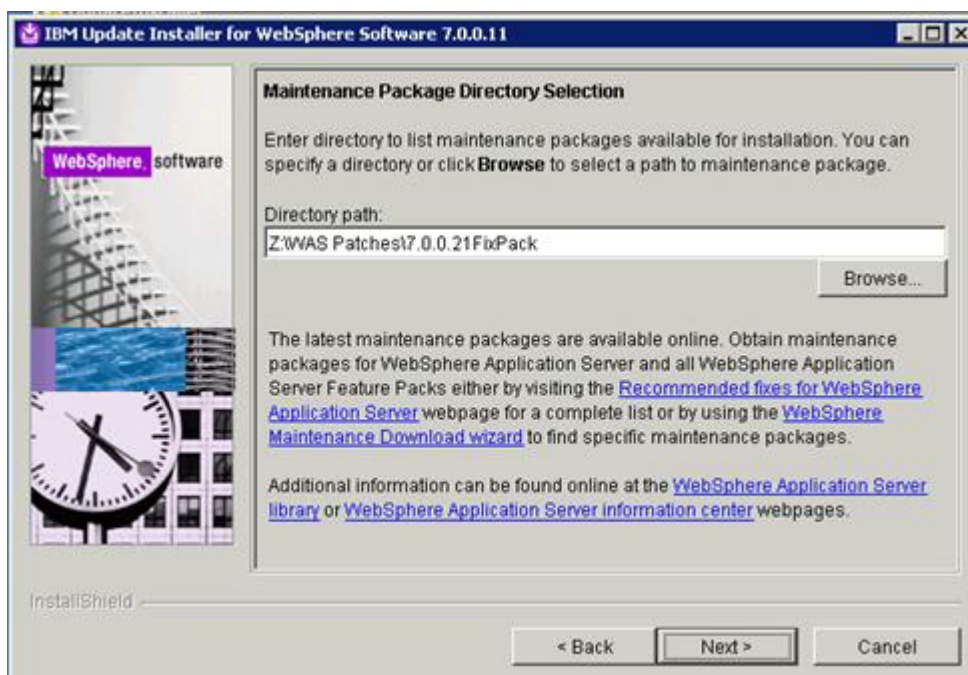 IBM Update Installer for WebSphere Software 7.0.0.11
WebSphere. software
Maintenance Package Directory Selection
Enter directory to list maintenance packages available for installation. You can
specify a directory or click Browse to select a path to maintenance package.
Directory path:
Z:\WAS Patches\7.0.0.21FixPack
Browse...
The latest maintenance packages are available online. Obtain maintenance
packages for WebSphere Application Server and all WebSphere Application
Server Feature Packs either by visiting the Recommended fixes for WebSphere
Application Server webpage for a complete list or by using the WebSphere
Maintenance Download wizard to find specific maintenance packages.
Additional information can be found online at the WebSphere Application Server
library or WebSphere Application Server information center webpages.
InstallShield
< Back
Next >
Cancel